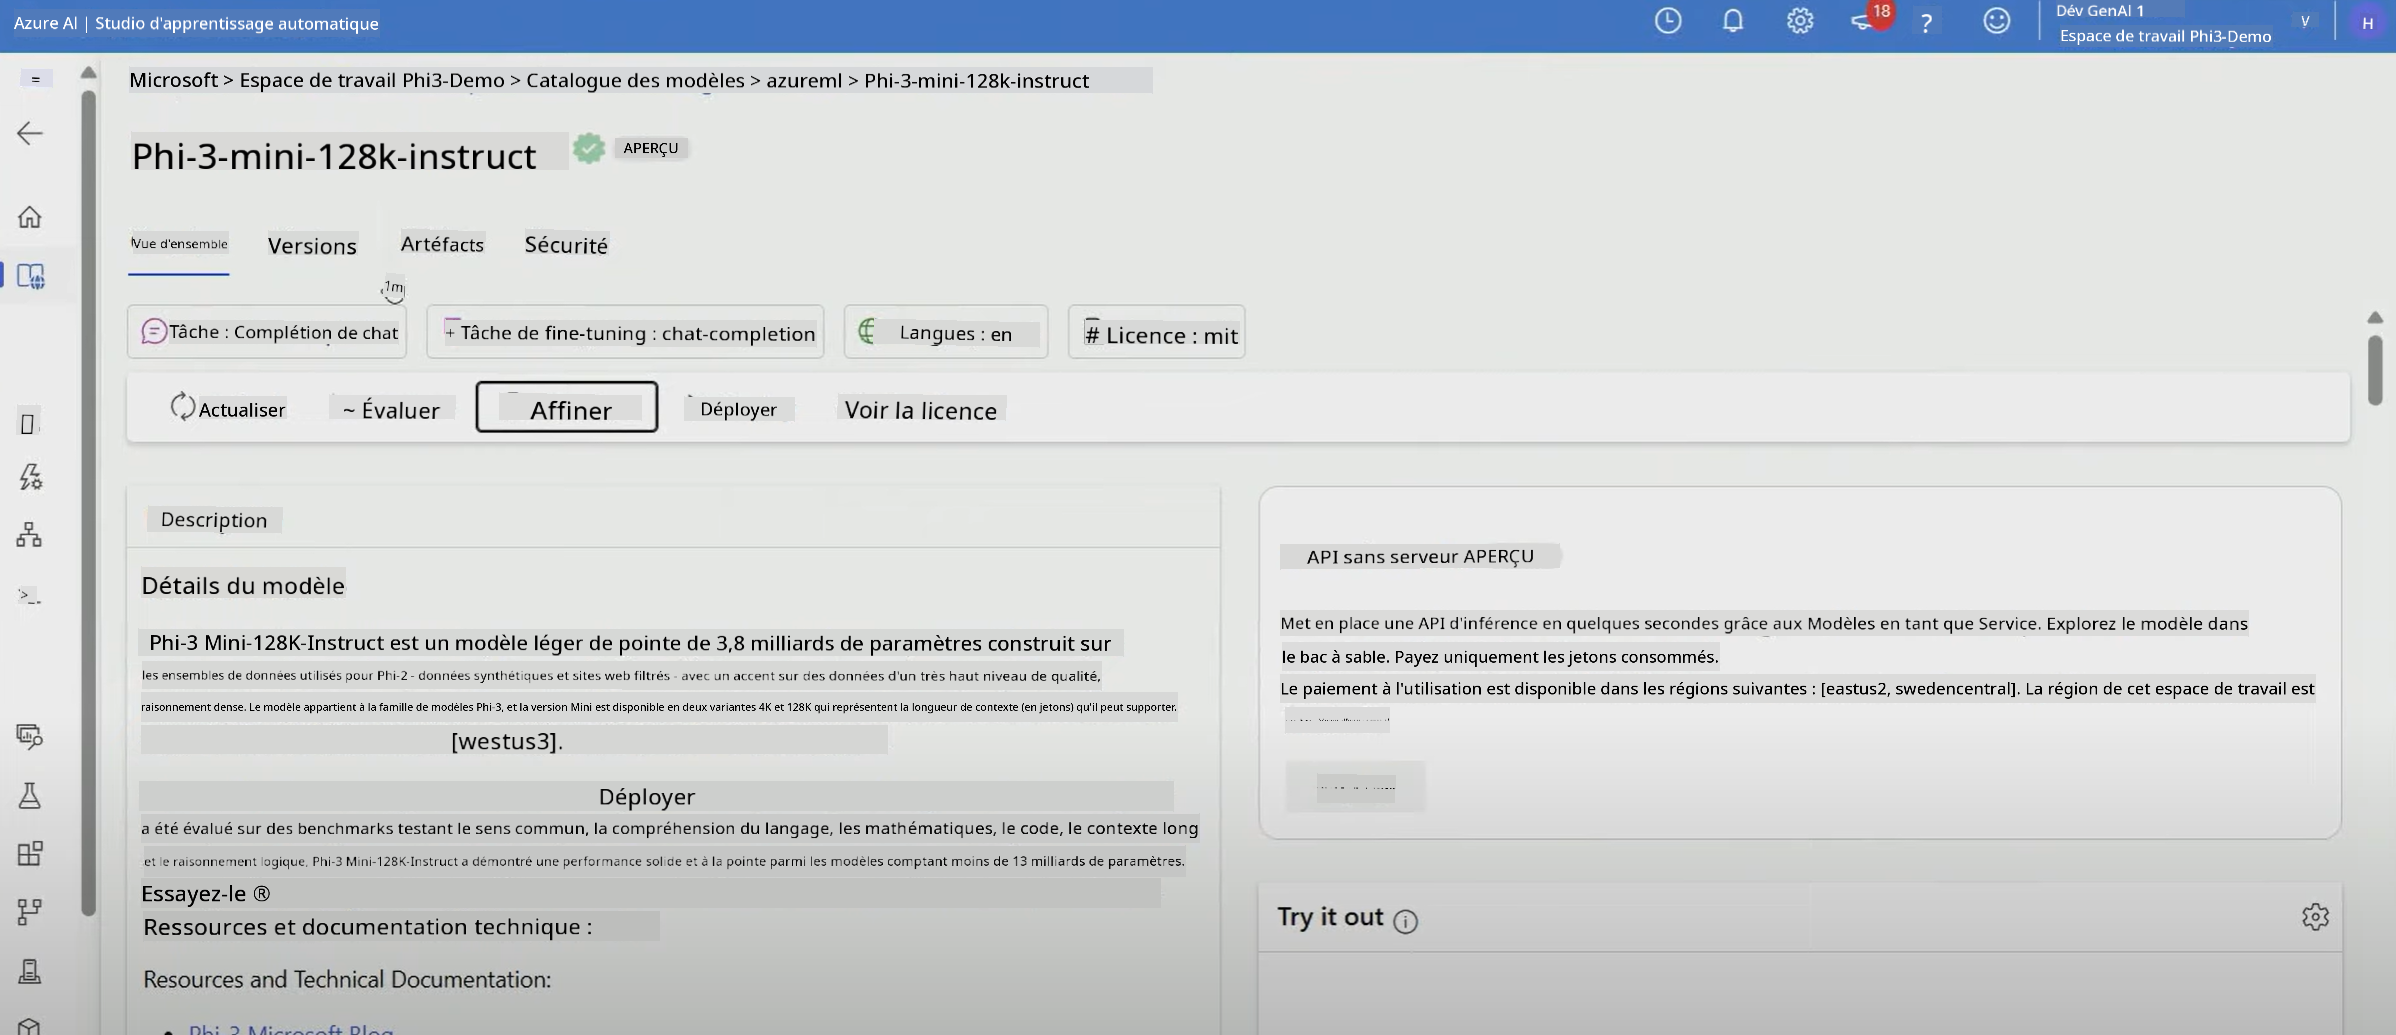 Azure AI | Studio d'apprentissage automatique
18
?
Dév GenAI 1
Espace de travail Phi3-Demo
V
H
Microsoft > Espace de travail Phi3-Demo > Catalogue des modèles > azureml > Phi-3-mini-128k-instruct
Phi-3-mini-128k-instruct
APERÇU
Vue d'ensemble
Versions
Artéfacts
Sécurité
1m
Tâche : Complétion de chat
+ Tâche de fine-tuning : chat-completion
Langues : en
# Licence : mit
Actualiser
~ Évaluer
Affiner
Déployer
Voir la licence
Description
Détails du modèle
Phi-3 Mini-128K-Instruct est un modèle léger de pointe de 3,8 milliards de paramètres construit sur
les ensembles de données utilisés pour Phi-2 - données synthétiques et sites web filtrés - avec un accent sur des données d'un très haut niveau de qualité,
raisonnement dense. Le modèle appartient à la famille de modèles Phi-3, et la version Mini est disponible en deux variantes 4K et 128K qui représentent la longueur de contexte (en jetons) qu'il peut supporter.
[westus3].
Déployer
a été évalué sur des benchmarks testant le sens commun, la compréhension du langage, les mathématiques, le code, le contexte long
et le raisonnement logique, Phi-3 Mini-128K-Instruct a démontré une performance solide et à la pointe parmi les modèles comptant moins de 13 milliards de paramètres.
Essayez-le ®
Ressources et documentation technique :
Resources and Technical Documentation:
Phi-3 Microsoft Blog
API sans serveur APERÇU
Met en place une API d'inférence en quelques secondes grâce aux Modèles en tant que Service. Explorez le modèle dans
le bac à sable. Payez uniquement les jetons consommés.
Le paiement à l'utilisation est disponible dans les régions suivantes : [eastus2, swedencentral]. La région de cet espace de travail est
Try it out